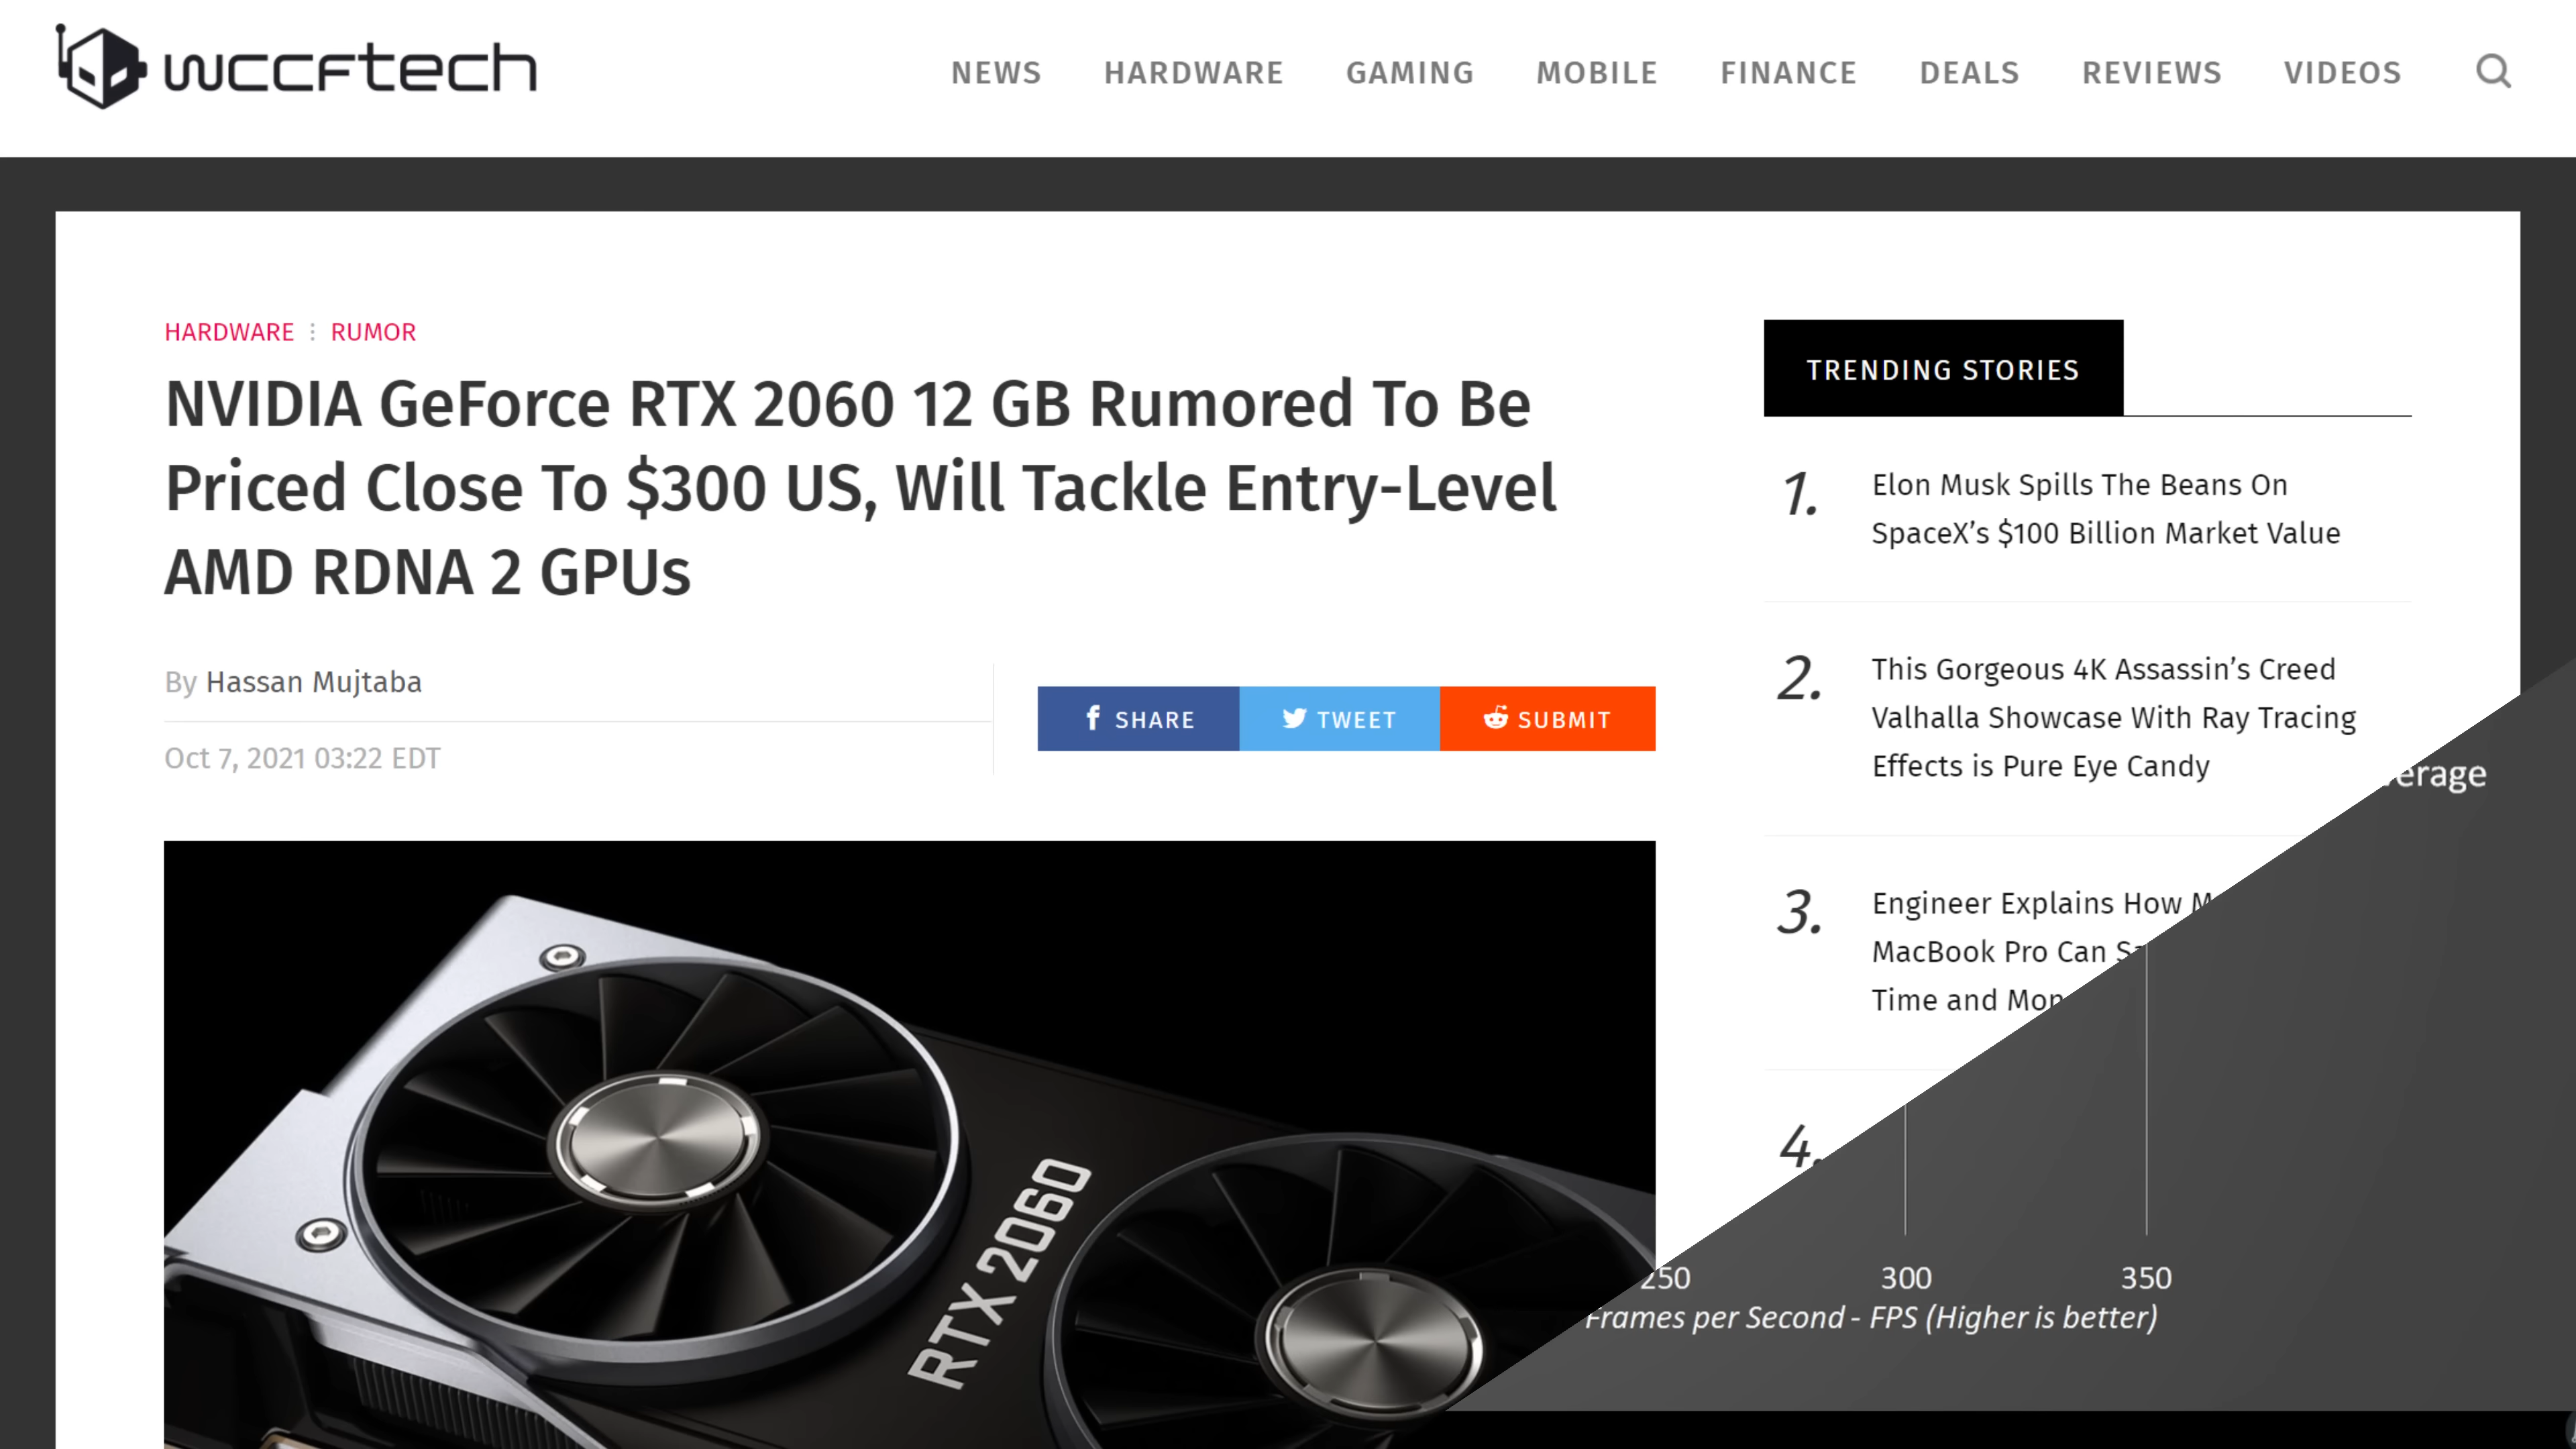 wccftech
NEWS HARDWARE GAMING MOBILE FINANCE DEALS REVIEWS VIDEOS
HARDWARE RUMOR
NVIDIA GeForce RTX 2060 12 GB Rumored To Be
Priced Close To $300 US, Will Tackle Entry-Level
AMD RDNA 2 GPUs
By Hassan Mujtaba
Oct 7, 2021 03:22 EDT
SHARE TWEET SUBMIT
RTX 2060
TRENDING STORIES
1. Elon Musk Spills The Beans On
SpaceX's $100 Billion Market Value
2. This Gorgeous 4K Assassin's Creed
Valhalla Showcase With Ray Tracing
Effects is Pure Eye Candy
3. Engineer Explains How
MacBook Pro Can
Time and
4.
250 300 350
Frames per Second - FPS (Higher is better)